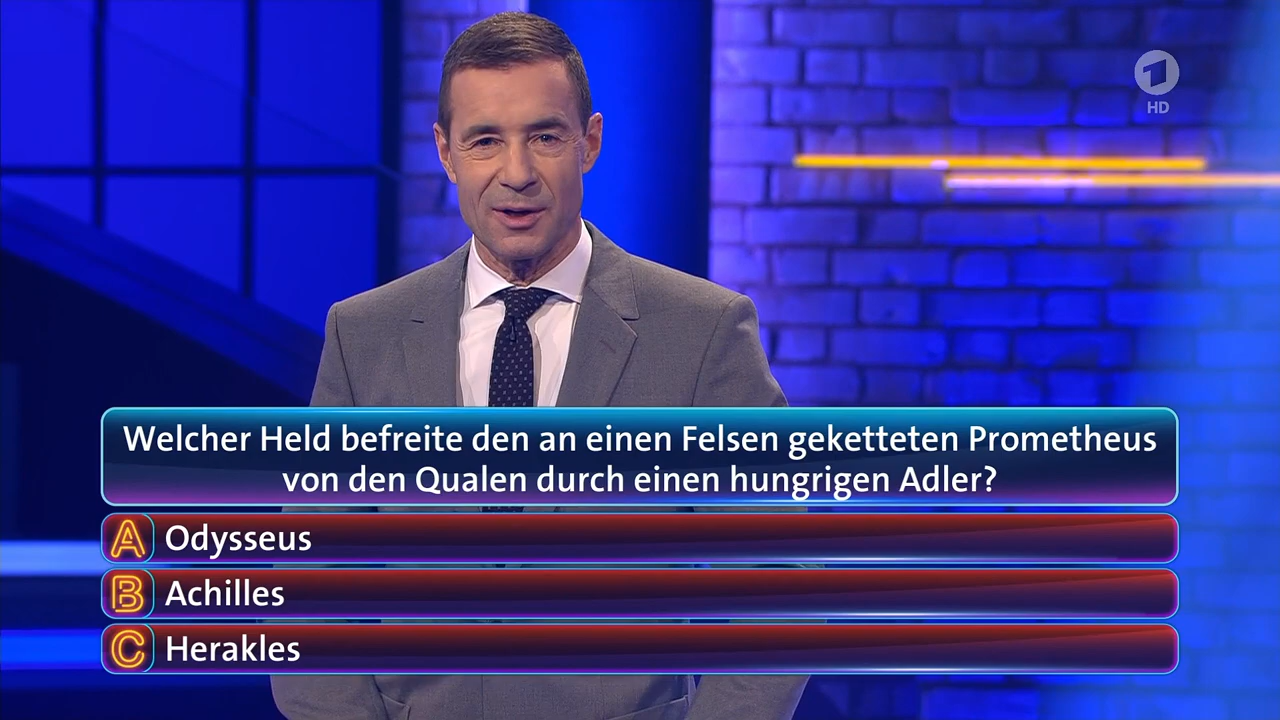 1
HD
Welcher Held befreite den an einen Felsen geketteten Prometheus
von den Qualen durch einen hungrigen Adler?
A Odysseus
B Achilles
C Herakles